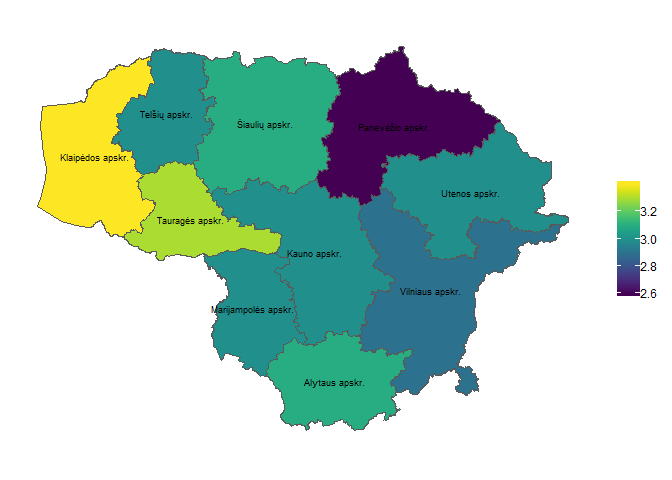 Telšių apskr.
Šiaulių apskr.
Panevėžio apskr.
Klaipėdos apskr.
Utenos apskr.
Tauragės apskr.
Kauno apskr.
Vilniaus apskr.
Marijampolės apskr.
Alytaus apskr.
3.2
3.0
2.8
2.6